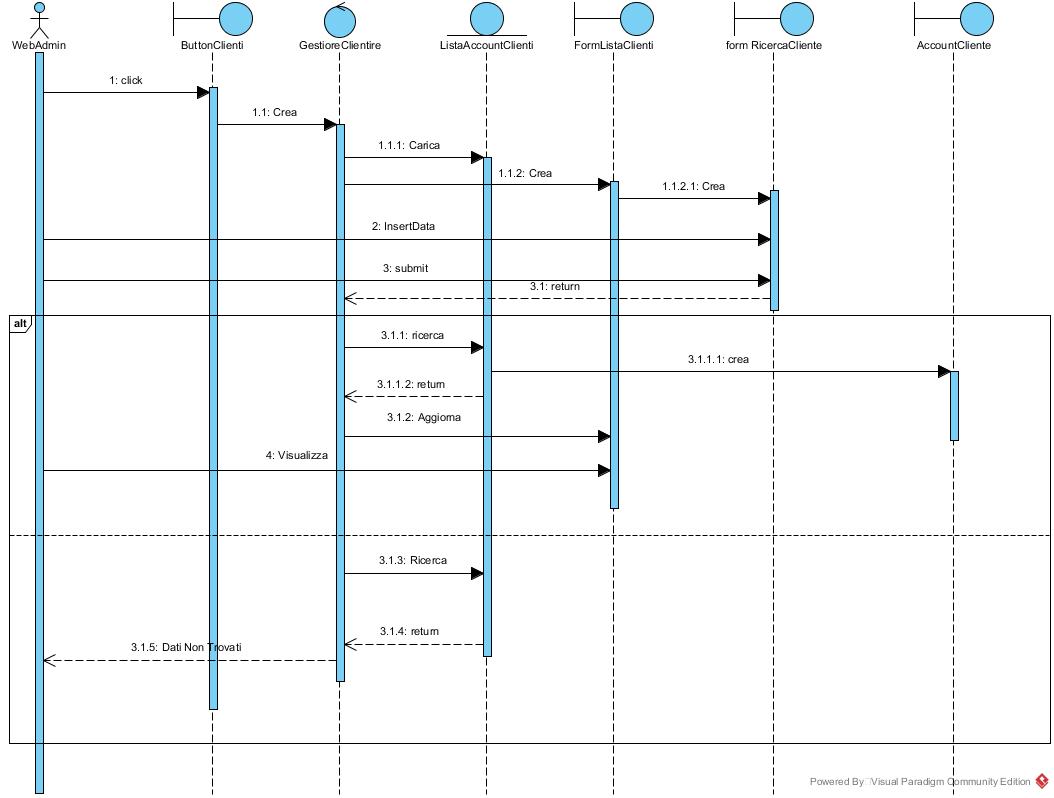 WebAdmin
ButtonClienti
GestioreClientire
ListaAccountClienti
FormListaClienti
form RicercaCliente
AccountCliente
1: click
1.1: Crea
1.1.1: Carica
1.1.2: Crea
1.1.2.1: Crea
2: InsertData
3: submit
3.1: return
alt
3.1.1: ricerca
3.1.1.1: crea
3.1.1.2: return
3.1.2: Aggiorna
4: Visualizza
3.1.3: Ricerca
3.1.4: return
3.1.5: Dati Non Trovati
Powered By Visual Paradigm Community Edition